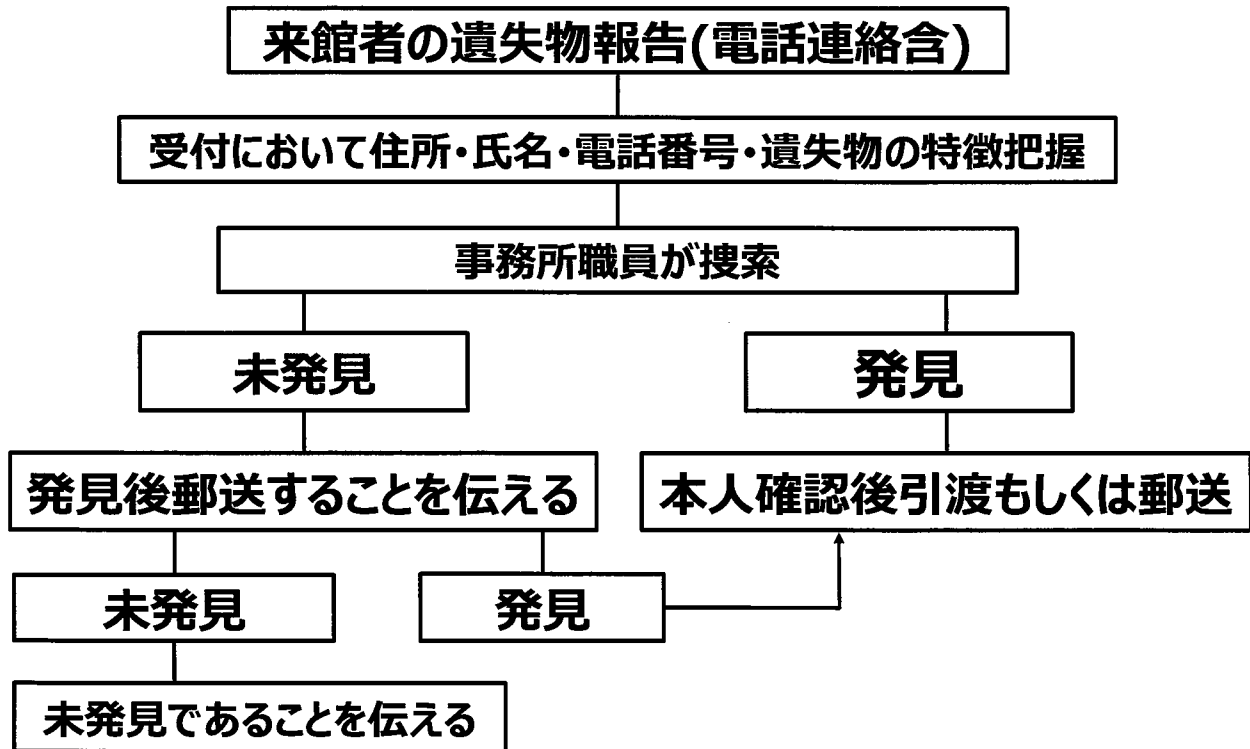 来館者の遺失物報告(電話連絡含)
受付において住所・氏名・電話番号・遺失物の特徴把握
事務所職員が捜索
未発見
発見
発見後郵送することを伝える
本人確認後引渡もしくは郵送
未発見
発見
未発見であることを伝える